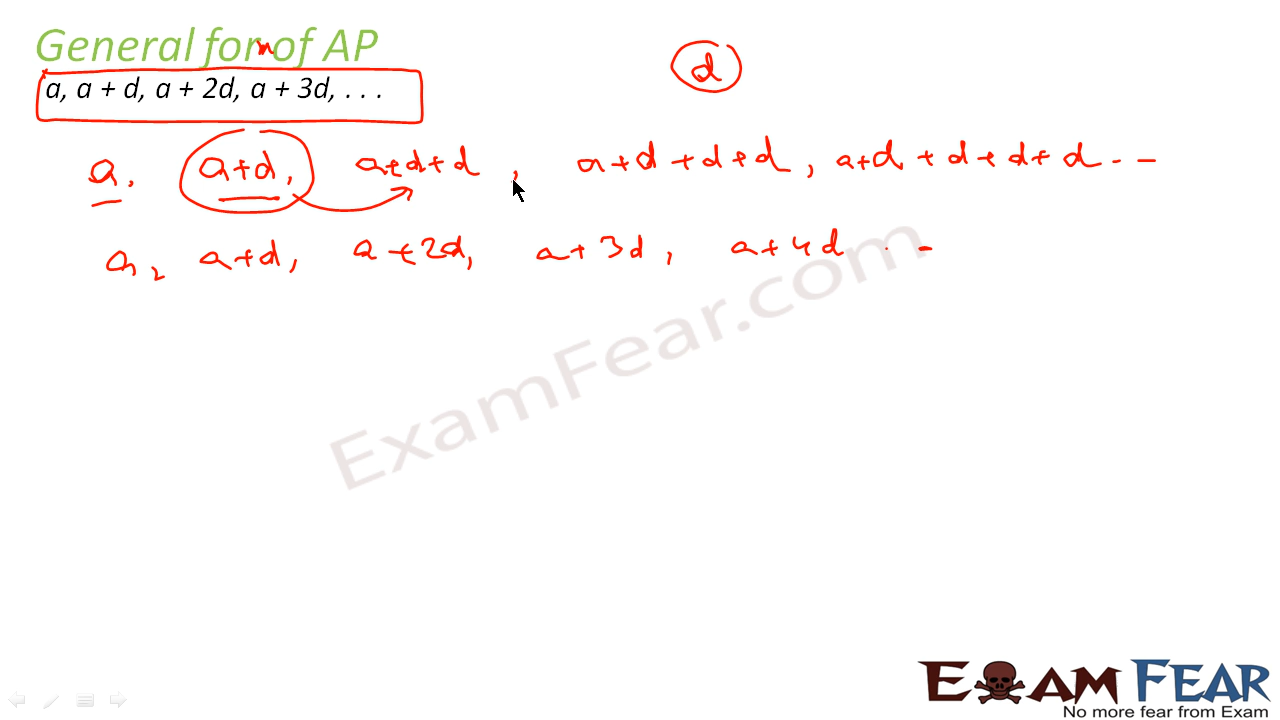 General form of AP
d
a, a + d, a + 2d, a + 3d, . . .
a, a+d, a+d+d, a+d+d+d, a+d+d+d+d . . –
a, a+d, a+2d, a+3d, a+4d . -
ExamFear.com
EXAM FEAR
No more fear from Exam